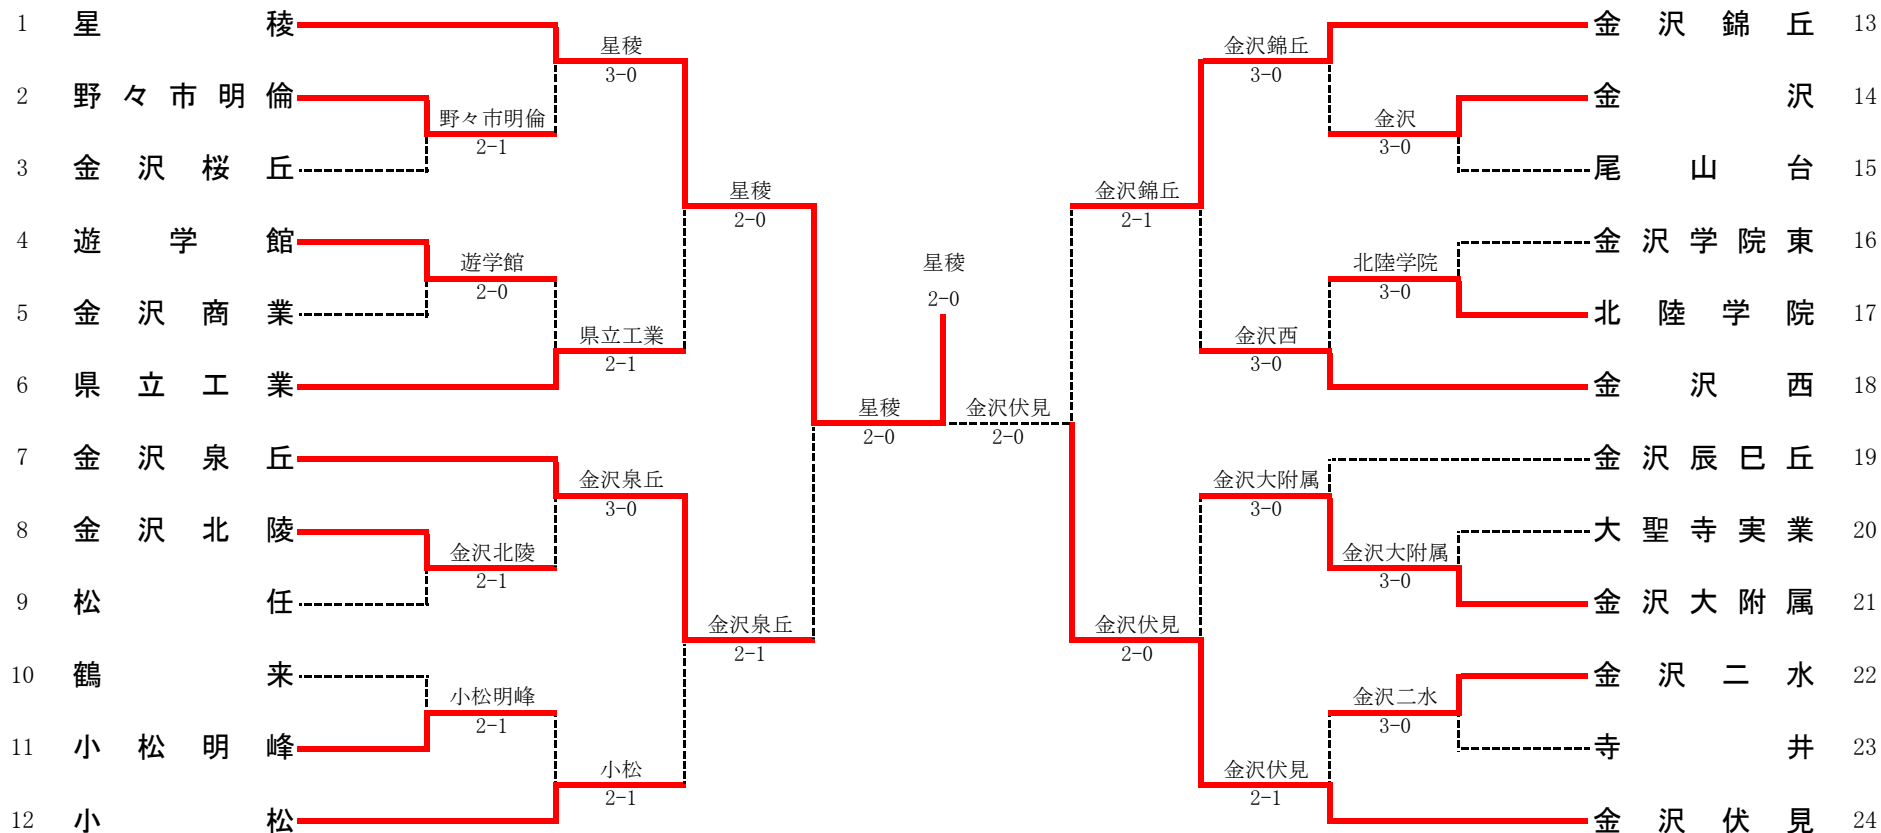 1 星稜
2 野々市明倫
3 金沢桜丘
4 遊学館
5 金沢商業
6 県立工業
7 金沢泉丘
8 金沢北陵
9 松任
10 鶴来
11 小松明峰
12 小松
野々市明倫
2-1
遊学館
2-0
金沢北陵
2-1
小松明峰
2-1
星稜
3-0
県立工業
2-1
金沢泉丘
3-0
小松
2-1
星稜
2-0
金沢泉丘
2-1
星稜
2-0
星稜
2-0
金沢伏見
2-0
金沢錦丘
2-1
金沢伏見
2-0
金沢錦丘
3-0
金沢西
3-0
金沢大附属
3-0
金沢伏見
2-1
金沢
3-0
北陸学院
3-0
金沢大附属
3-0
金沢二水
3-0
金沢錦丘 13
金沢 14
尾山台 15
金沢学院東 16
北陸学院 17
金沢西 18
金沢辰巳丘 19
大聖寺実業 20
金沢大附属 21
金沢二水 22
寺井 23
金沢伏見 24